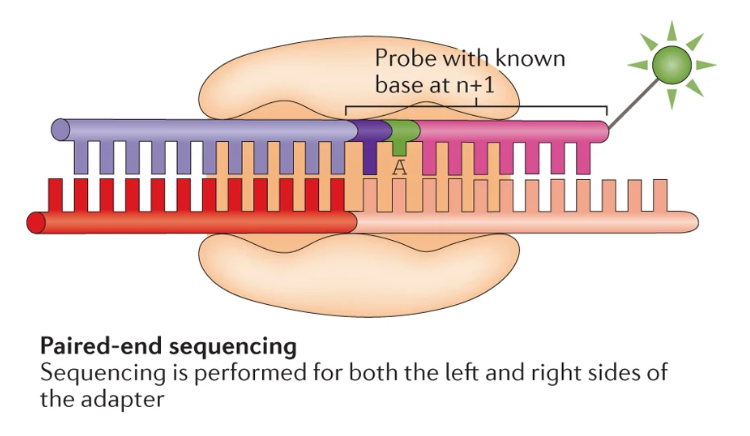 Probe with known
base at n+1
A
Paired-end sequencing
Sequencing is performed for both the left and right sides of
the adapter